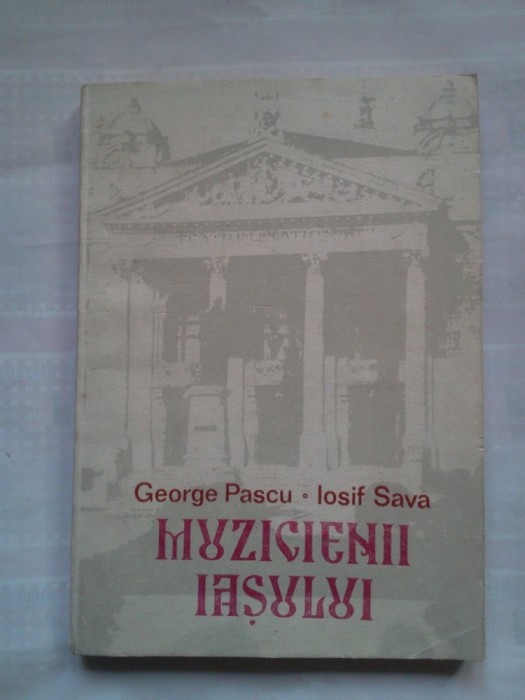 George Pascu • Iosif Sava
MUZICIENII
IAȘULUI